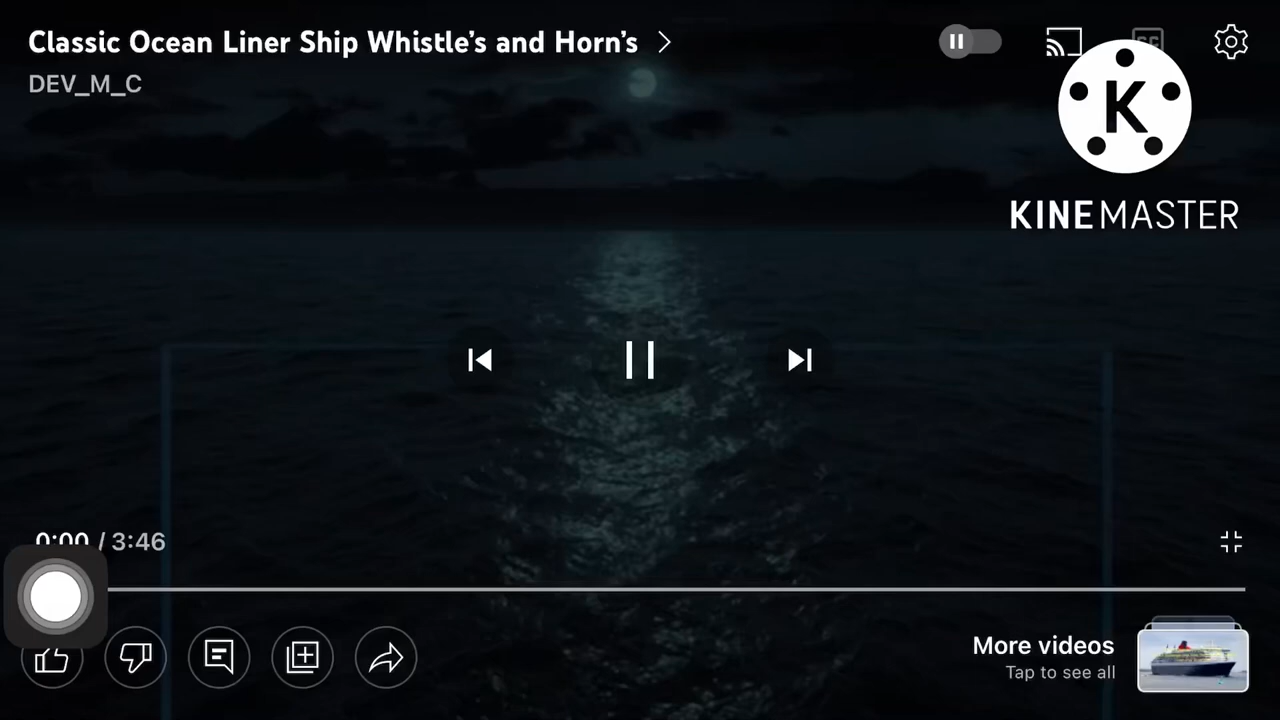 Classic Ocean Liner Ship Whistle's and Horn's
DEV_M_C
CC
K
KINEMASTER
0:00 / 3:46
More videos
Tap to see all